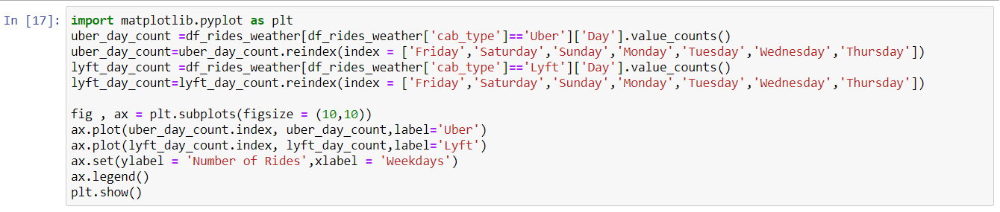 In [17]: import matplotlib.pyplot as plt
uber_day_count =df_rides_weather[df_rides_weather['cab_type']=='Uber']['Day'].value_counts()
uber_day_count=uber_day_count.reindex(index = ['Friday','Saturday','Sunday','Monday','Tuesday','Wednesday','Thursday'])
lyft_day_count =df_rides_weather[df_rides_weather['cab_type']=='Lyft']['Day'].value_counts()
lyft_day_count=lyft_day_count.reindex(index = ['Friday','Saturday','Sunday','Monday','Tuesday','Wednesday','Thursday'])

fig , ax = plt.subplots(figsize = (10,10))
ax.plot(uber_day_count.index, uber_day_count,label='Uber')
ax.plot(lyft_day_count.index, lyft_day_count,label='Lyft')
ax.set(ylabel = 'Number of Rides',xlabel = 'Weekdays')
ax.legend()
plt.show()